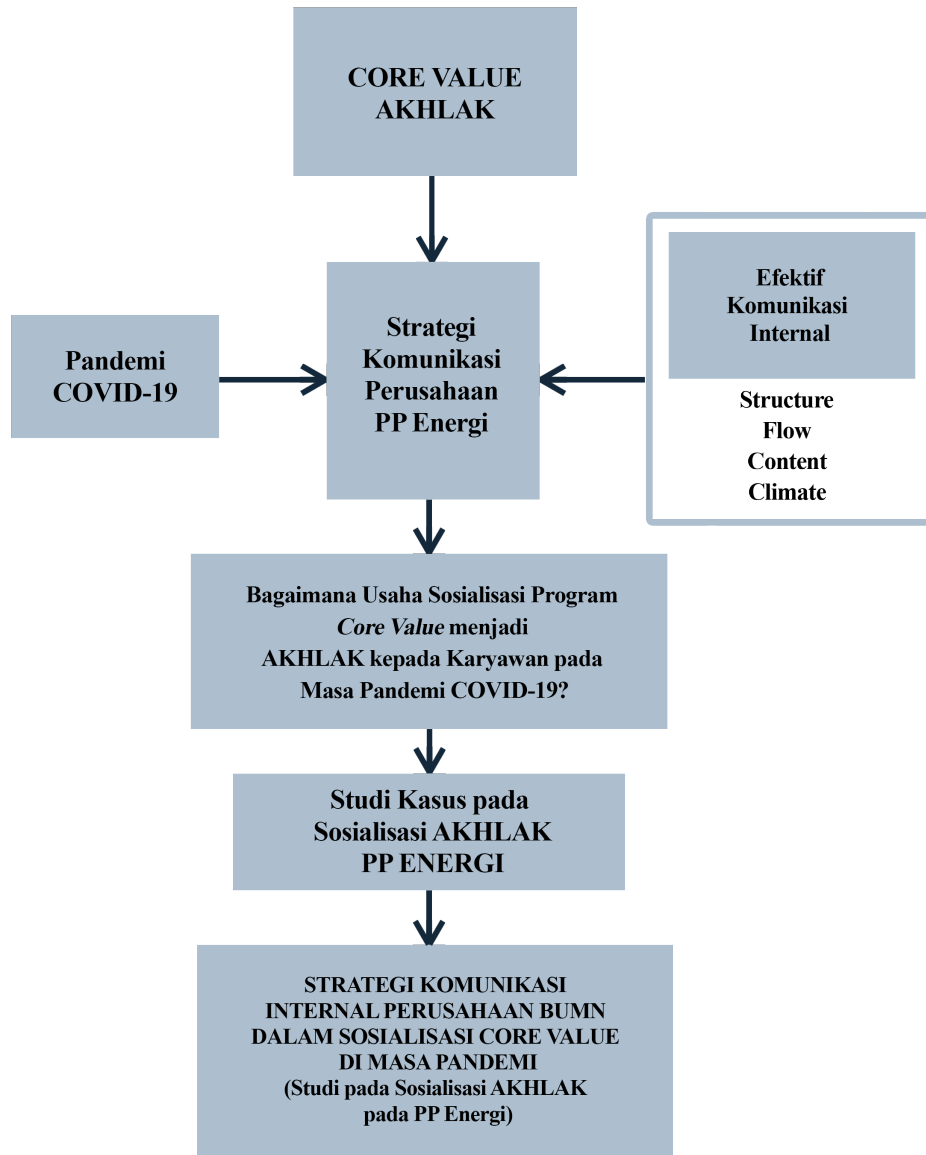 CORE VALUE
AKHLAK
Pandemi
COVID-19
Strategi
Komunikasi
Perusahaan
PP Energi
Efektif
Komunikasi
Internal
Structure
Flow
Content
Climate
Bagaimana Usaha Sosialisasi Program
Core Value menjadi
AKHLAK kepada Karyawan pada
Masa Pandemi COVID-19?
Studi Kasus pada
Sosialisasi AKHLAK
PP ENERGI
STRATEGI KOMUNIKASI
INTERNAL PERUSAHAAN BUMN
DALAM SOSIALISASI CORE VALUE
DI MASA PANDEMI
(Studi pada Sosialisasi AKHLAK
pada PP Energi)